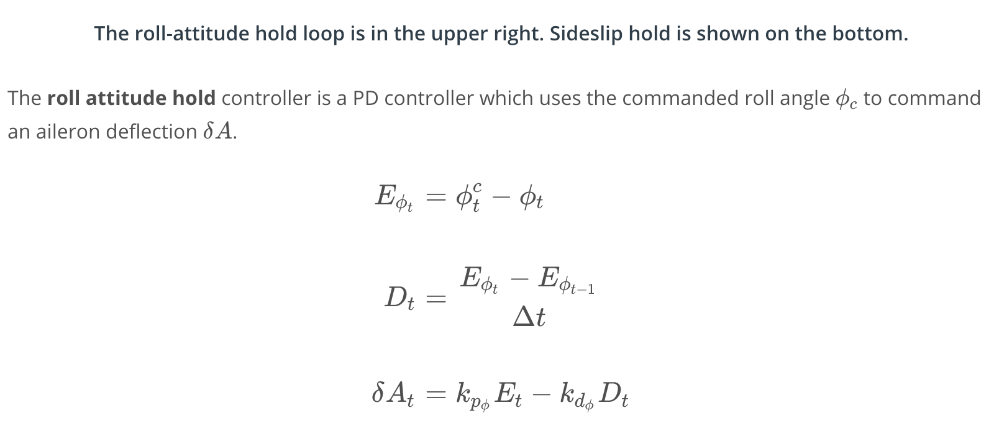 The roll-attitude hold loop is in the upper right. Sideslip hold is shown on the bottom.
The roll attitude hold controller is a PD controller which uses the commanded roll angle $\phi_c$ to command
an aileron deflection $\delta A$.
$E_{\phi_t} = \phi_t^c - \phi_t$
$D_t = \frac{E_{\phi_t} - E_{\phi_{t-1}}}{\Delta t}$
$\delta A_t = k_{p_\phi} E_t - k_{d_\phi} D_t$